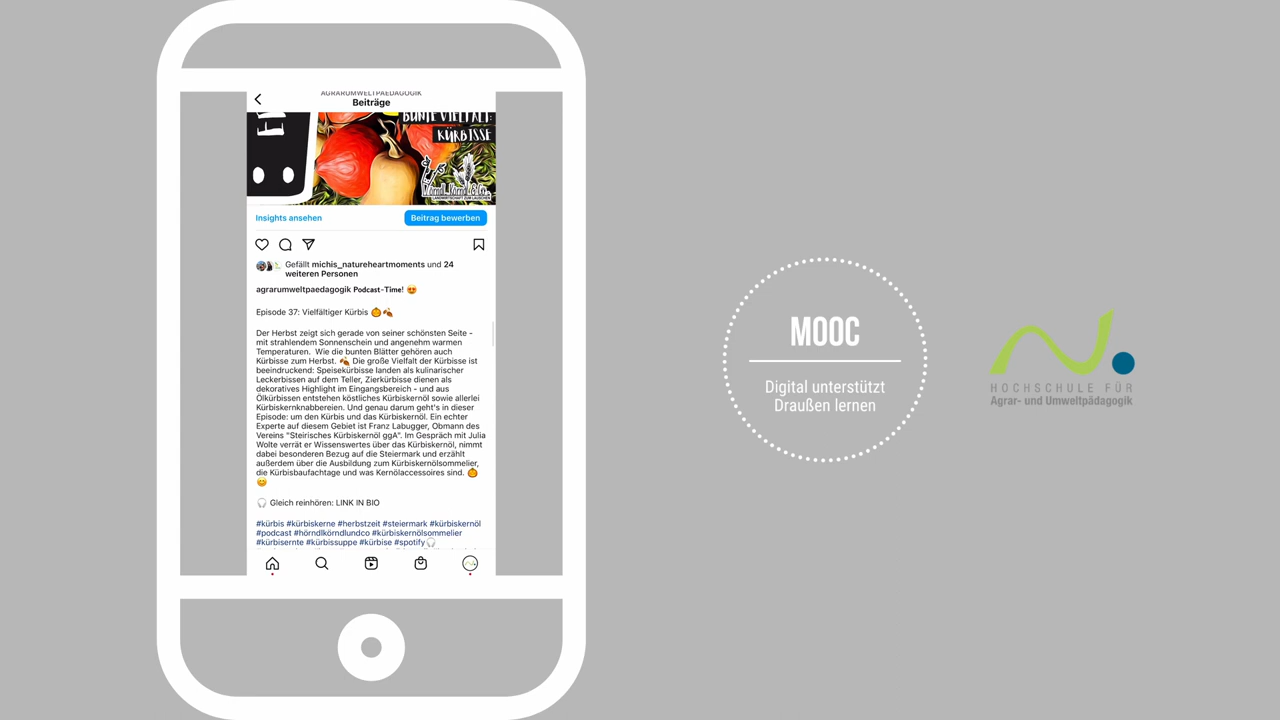 AGRARUMWELTPAEDAGOGIK
Beiträge
BUNTE VIELFALT:
KÜRBISSE
Hörndl, Körndl & Co.
LANDWIRTSCHAFT ZUM LAUSCHEN
Insights ansehen
Beitrag bewerben
Gefällt michis_natureheartmoments und 24
weiteren Personen
agrarumweltpaedagogik Podcast-Time! 😍
Episode 37: Vielfältiger Kürbis 🎃🍂
Der Herbst zeigt sich gerade von seiner schönsten Seite -
mit strahlendem Sonnenschein und angenehm warmen
Temperaturen. Wie die bunten Blätter gehören auch
Kürbisse zum Herbst. 🍂 Die große Vielfalt der Kürbisse ist
beeindruckend: Speisekürbisse landen als kulinarischer
Leckerbissen auf dem Teller, Zierkürbisse dienen als
dekoratives Highlight im Eingangsbereich - und aus
Ölkürbissen entstehen köstliches Kürbiskernöl sowie allerlei
Kürbiskernknabbereien. Und genau darum geht's in dieser
Episode: um den Kürbis und das Kürbiskernöl. Ein echter
Experte auf diesem Gebiet ist Franz Labugger, Obmann des
Vereins "Steirisches Kürbiskernöl ggA". Im Gespräch mit Julia
Wolte verrät er Wissenswertes über das Kürbiskernöl, nimmt
dabei besonderen Bezug auf die Steiermark und erzählt
außerdem über die Ausbildung zum Kürbiskernölsommelier,
die Kürbisbaufachtage und was Kernölaccessoires sind. 🎃
😊
🎧 Gleich reinhören: LINK IN BIO
#kürbis #kürbiskerne #herbstzeit #steiermark #kürbiskernöl
#podcast #hörndlkörndlundco #kürbiskernölsommelier
#kürbisernte #kürbissuppe #kürbise #spotify🎧
MOOC
Digital unterstützt
Draußen lernen
HOCHSCHULE FÜR
Agrar- und Umweltpädagogik